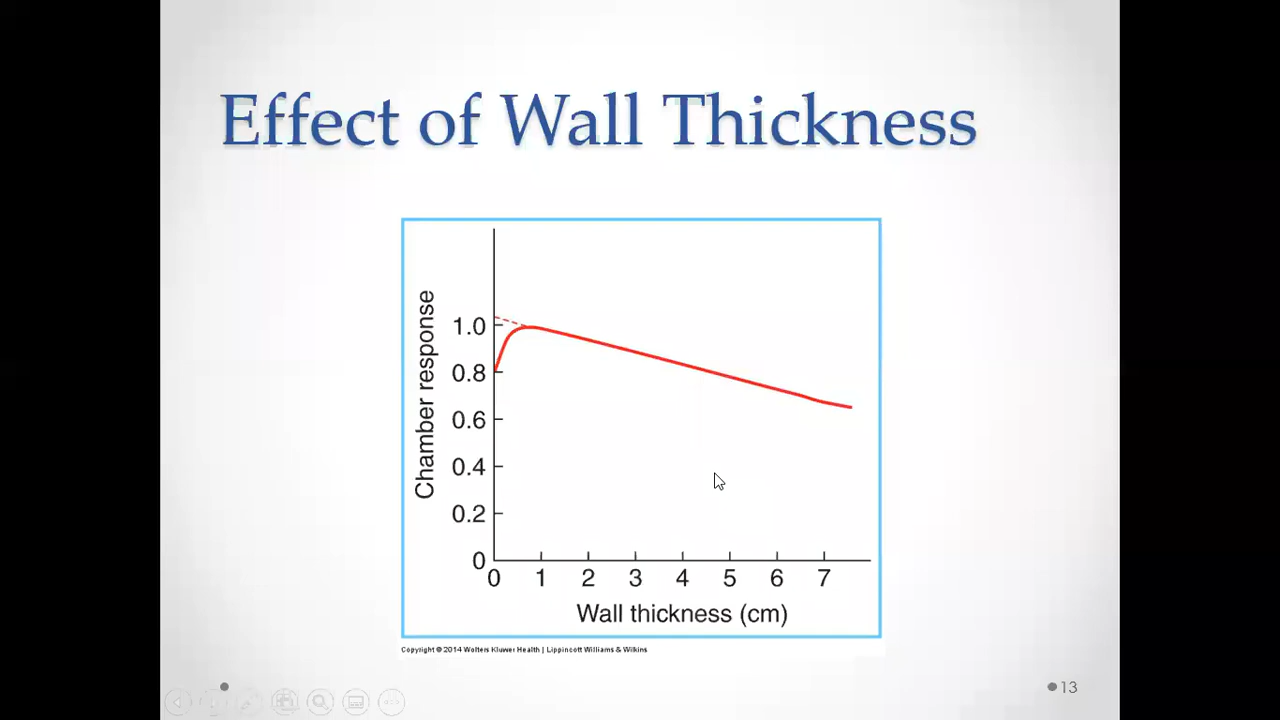 Effect of Wall Thickness
Chamber response
1.0
0.8
0.6
0.4
0.2
0
0 1 2 3 4 5 6 7
Wall thickness (cm)
Copyright © 2014 Wolters Kluwer Health | Lippincott Williams & Wilkins
13